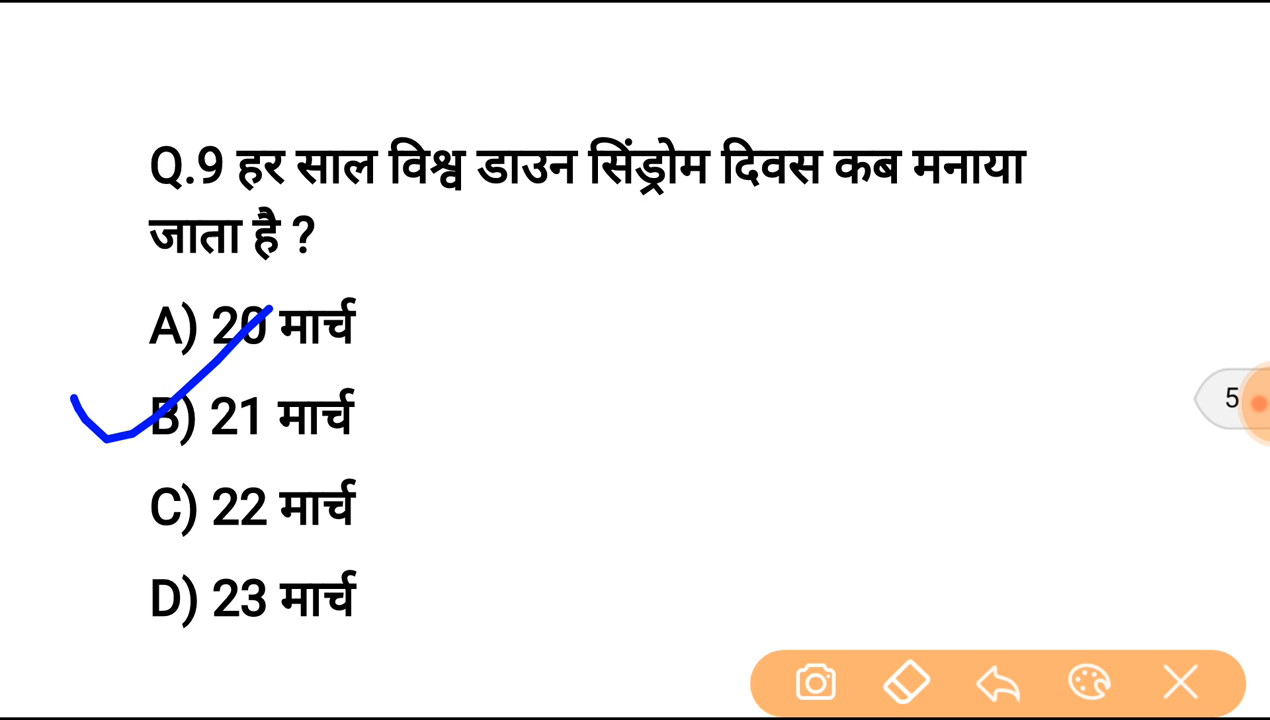 Q.9 हर साल विश्व डाउन सिंड्रोम दिवस कब मनाया
जाता है ?
A) 20 मार्च
B) 21 मार्च
C) 22 मार्च
D) 23 मार्च
5